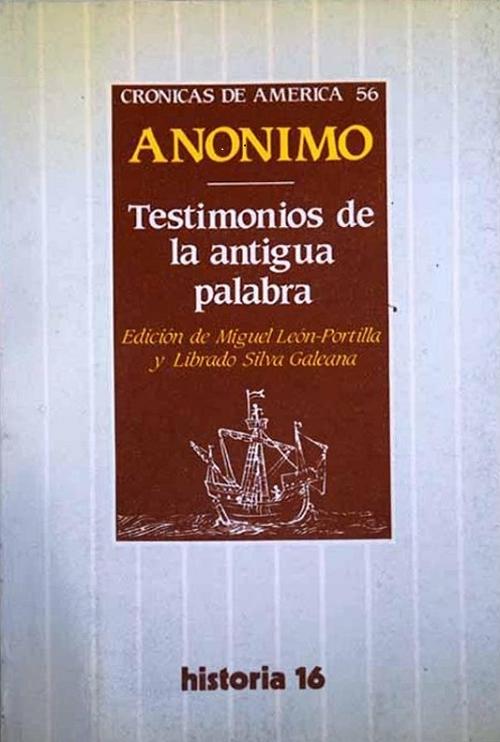 CRONICAS DE AMERICA 56
ANONIMO
Testimonios de
la antigua
palabra
Edición de Miguel León-Portilla
y Librado Silva Galeana
historia 16